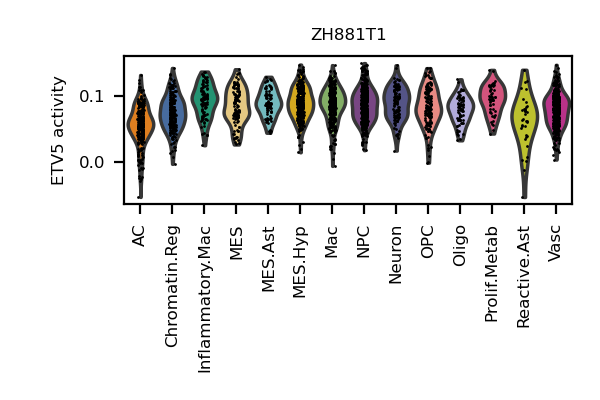 ZH881T1
ETV5 activity
0.1
0.0
AC
Chromatin.Reg
Inflammatory.Mac
MES
MES.Ast
MES.Hyp
Mac
NPC
Neuron
OPC
Oligo
Prolif.Metab
Reactive.Ast
Vasc